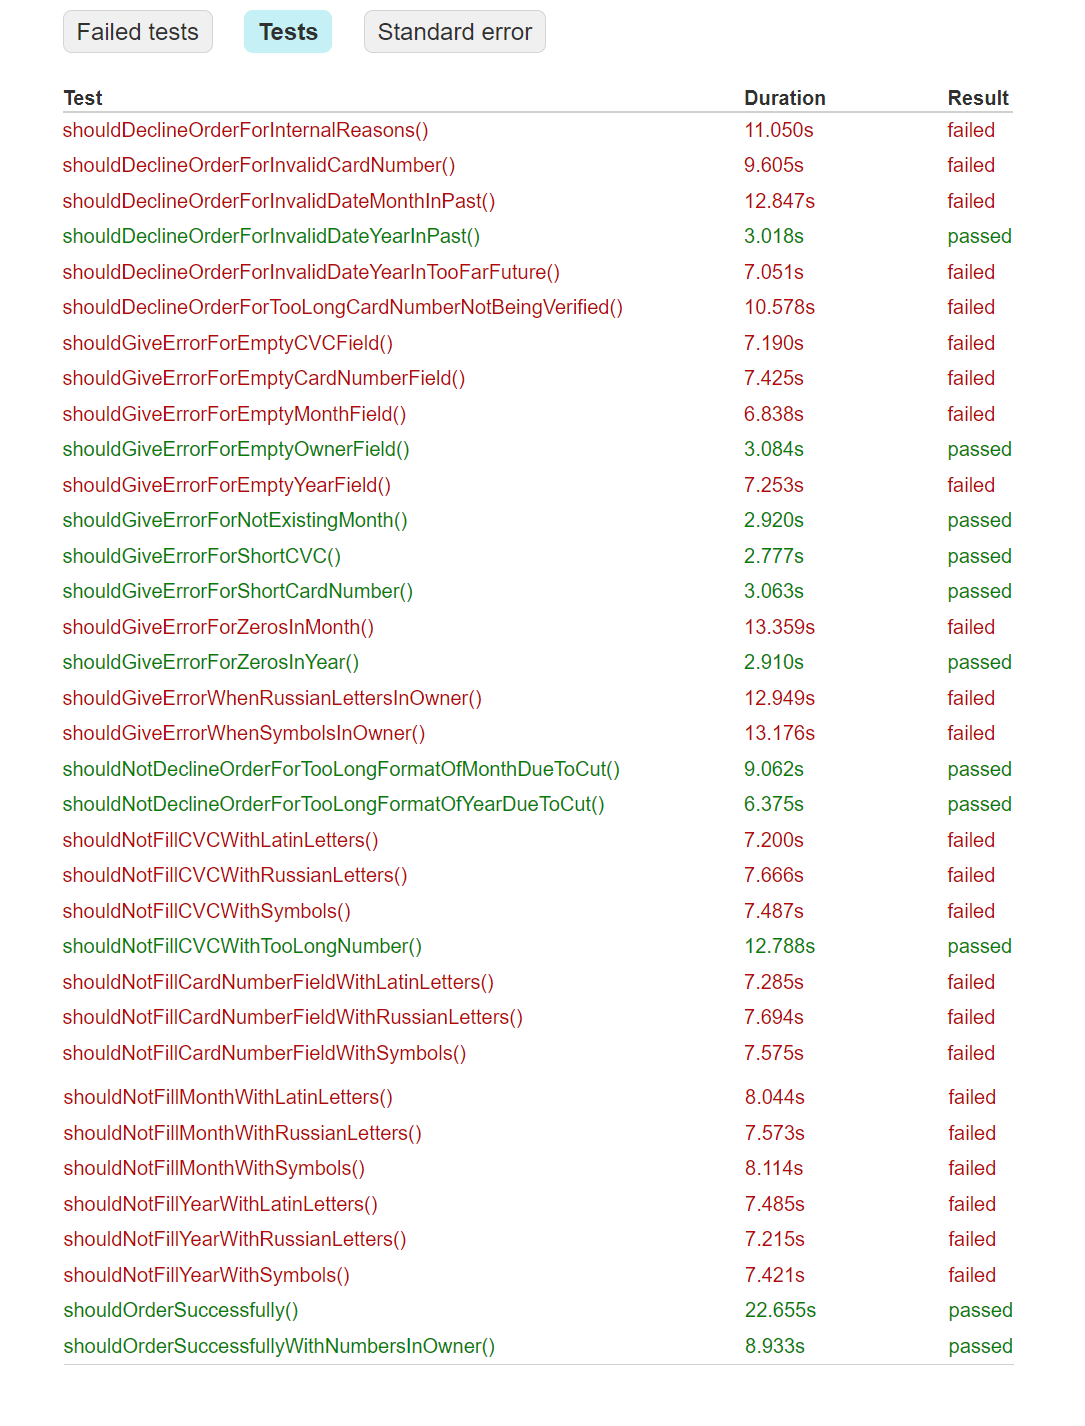 Failed tests Tests Standard error
Test Duration Result
shouldDeclineOrderForInternalReasons() 11.050s failed
shouldDeclineOrderForInvalidCardNumber() 9.605s failed
shouldDeclineOrderForInvalidDateMonthInPast() 12.847s failed
shouldDeclineOrderForInvalidDateYearInPast() 3.018s passed
shouldDeclineOrderForInvalidDateYearInTooFarFuture() 7.051s failed
shouldDeclineOrderForTooLongCardNumberNotBeingVerified() 10.578s failed
shouldGiveErrorForEmptyCVCField() 7.190s failed
shouldGiveErrorForEmptyCardNumberField() 7.425s failed
shouldGiveErrorForEmptyMonthField() 6.838s failed
shouldGiveErrorForEmptyOwnerField() 3.084s passed
shouldGiveErrorForEmptyYearField() 7.253s failed
shouldGiveErrorForNotExistingMonth() 2.920s passed
shouldGiveErrorForShortCVC() 2.777s passed
shouldGiveErrorForShortCardNumber() 3.063s passed
shouldGiveErrorForZerosInMonth() 13.359s failed
shouldGiveErrorForZerosInYear() 2.910s passed
shouldGiveErrorWhenRussianLettersInOwner() 12.949s failed
shouldGiveErrorWhenSymbolsInOwner() 13.176s failed
shouldNotDeclineOrderForTooLongFormatOfMonthDueToCut() 9.062s passed
shouldNotDeclineOrderForTooLongFormatOfYearDueToCut() 6.375s passed
shouldNotFillCVCWithLatinLetters() 7.200s failed
shouldNotFillCVCWithRussianLetters() 7.666s failed
shouldNotFillCVCWithSymbols() 7.487s failed
shouldNotFillCVCWithTooLongNumber() 12.788s passed
shouldNotFillCardNumberFieldWithLatinLetters() 7.285s failed
shouldNotFillCardNumberFieldWithRussianLetters() 7.694s failed
shouldNotFillCardNumberFieldWithSymbols() 7.575s failed
shouldNotFillMonthWithLatinLetters() 8.044s failed
shouldNotFillMonthWithRussianLetters() 7.573s failed
shouldNotFillMonthWithSymbols() 8.114s failed
shouldNotFillYearWithLatinLetters() 7.485s failed
shouldNotFillYearWithRussianLetters() 7.215s failed
shouldNotFillYearWithSymbols() 7.421s failed
shouldOrderSuccessfully() 22.655s passed
shouldOrderSuccessfullyWithNumbersInOwner() 8.933s passed